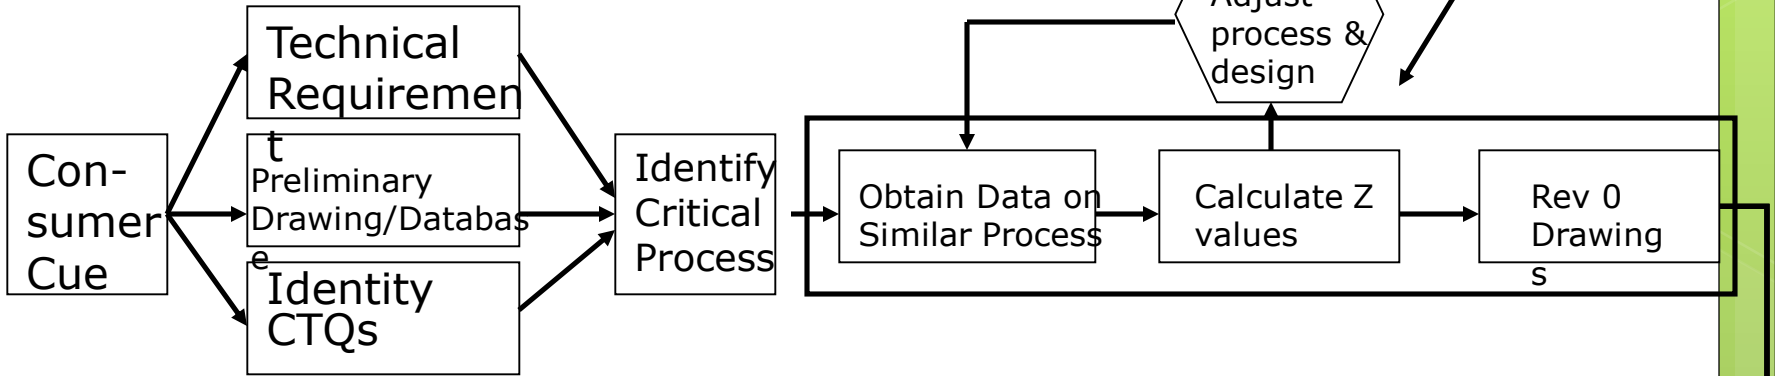 Adjust
process &
design
Technical
Requiremen
t
Con-
sumer
Cue
Preliminary
Drawing/Databas
e
Identity
CTQs
Identify
Critical
Process
Obtain Data on
Similar Process
Calculate Z
values
Rev 0
Drawing
s